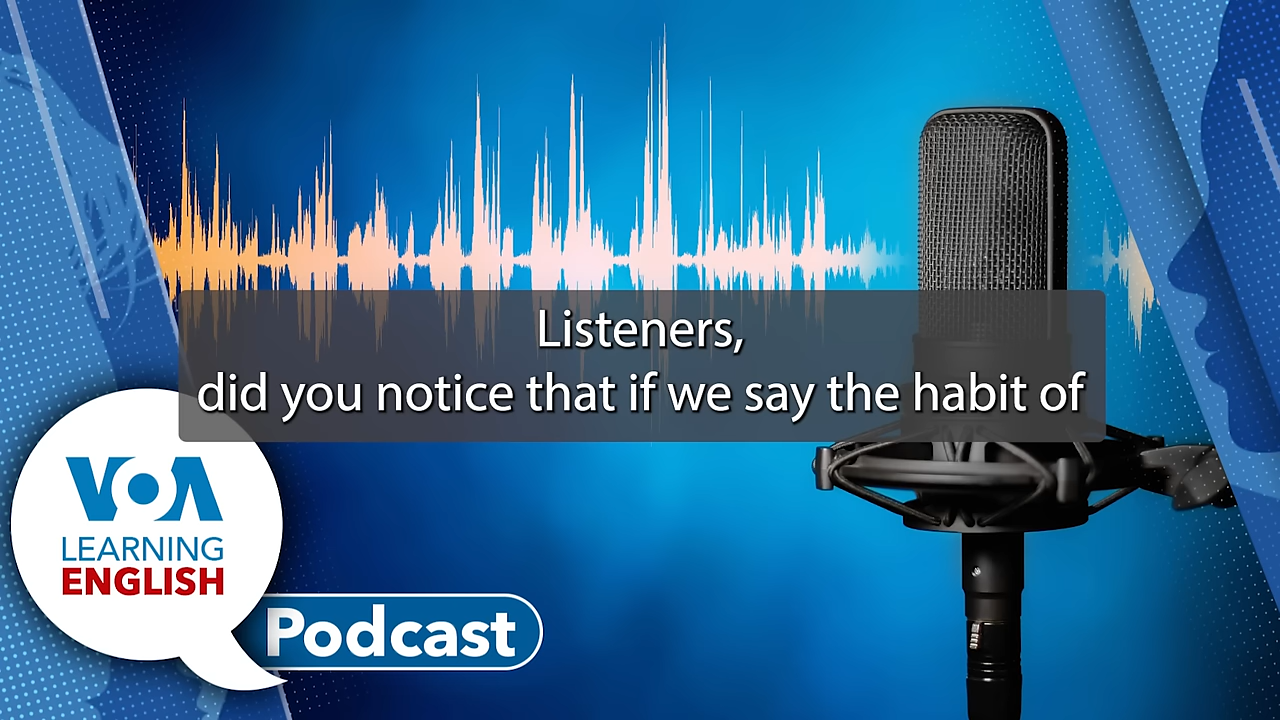 Listeners,
did you notice that if we say the habit of
VOA
LEARNING
ENGLISH
Podcast